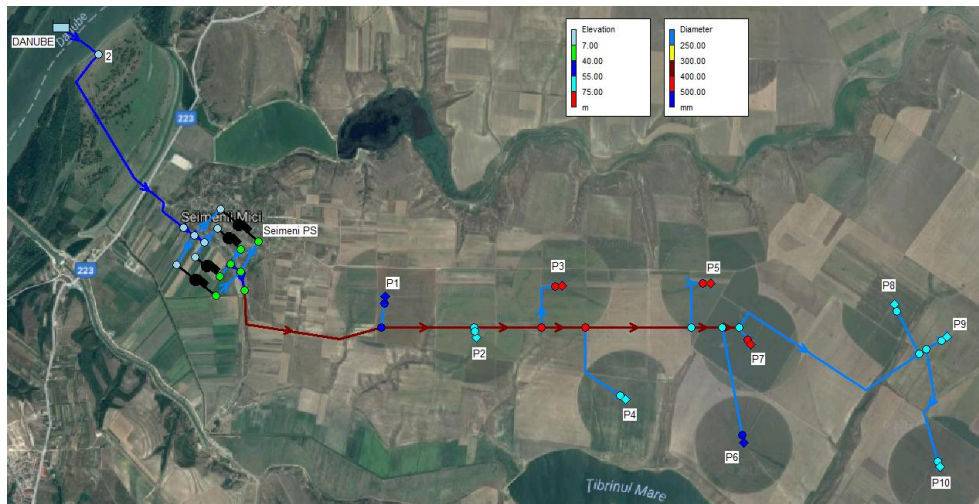 DANUBE
Danube
2
223
Seimenii Mici
Seimeni PS
223
Elevation
7.00
40.00
55.00
75.00
m
Diameter
250.00
300.00
400.00
500.00
mm
P1
P2
P3
P4
P5
P6
P7
P8
P9
P10
Țibrinul Mare